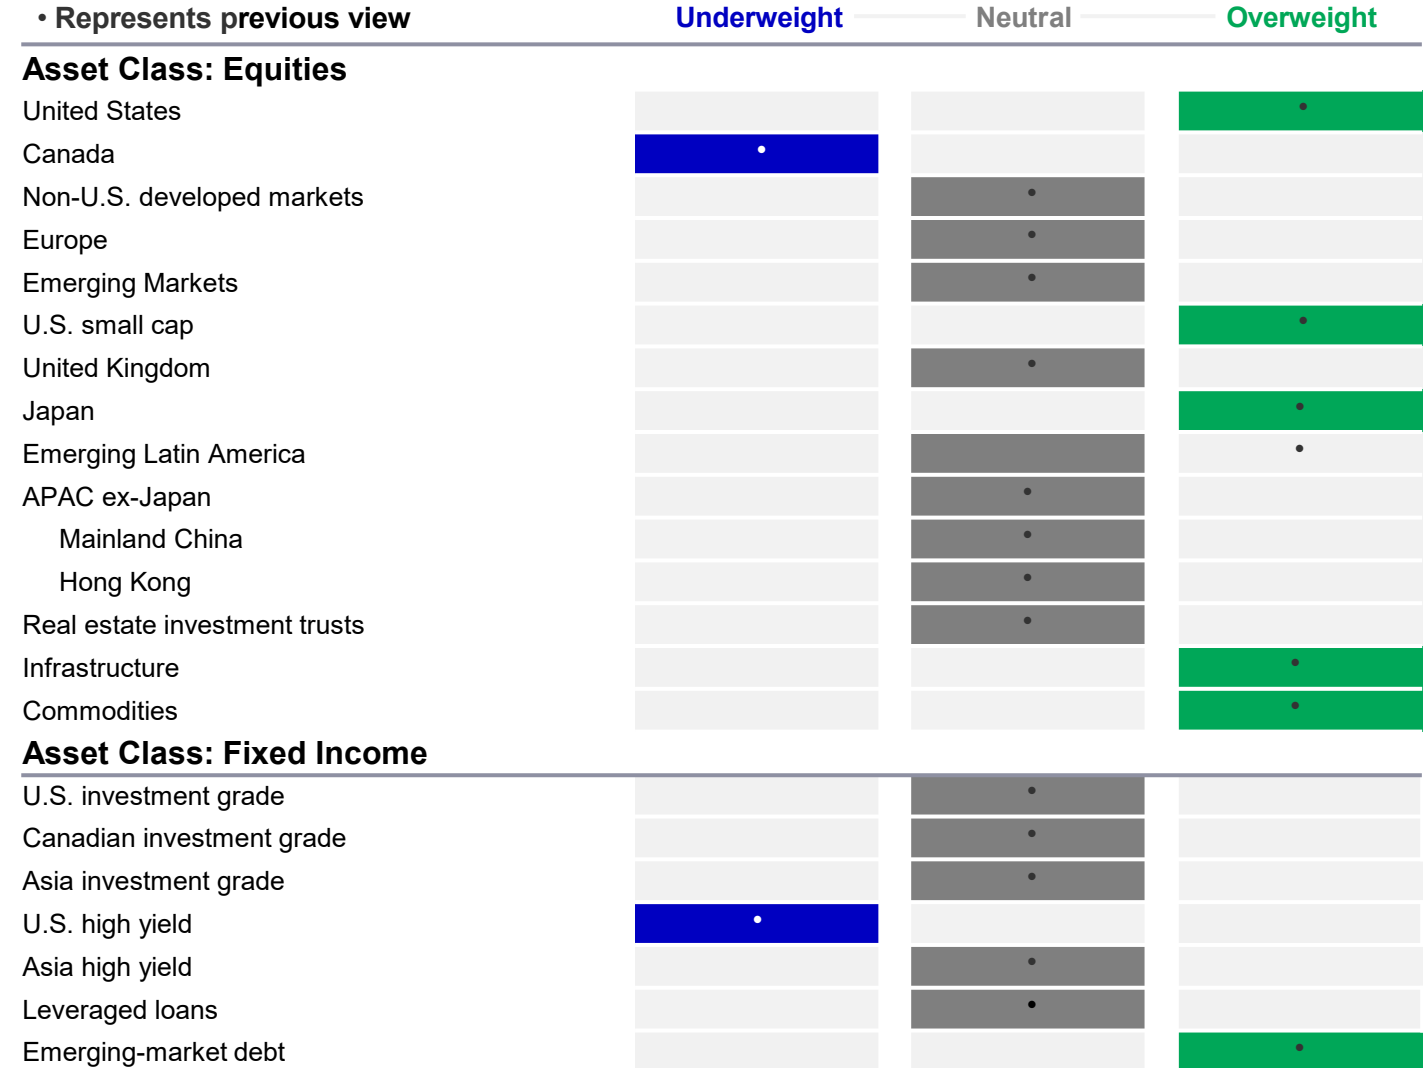 • Represents previous view Underweight Neutral Overweight
Asset Class: Equities
United States
Canada
Non-U.S. developed markets
Europe
Emerging Markets
U.S. small cap
United Kingdom
Japan
Emerging Latin America
APAC ex-Japan
Mainland China
Hong Kong
Real estate investment trusts
Infrastructure
Commodities
Asset Class: Fixed Income
U.S. investment grade
Canadian investment grade
Asia investment grade
U.S. high yield
Asia high yield
Leveraged loans
Emerging-market debt